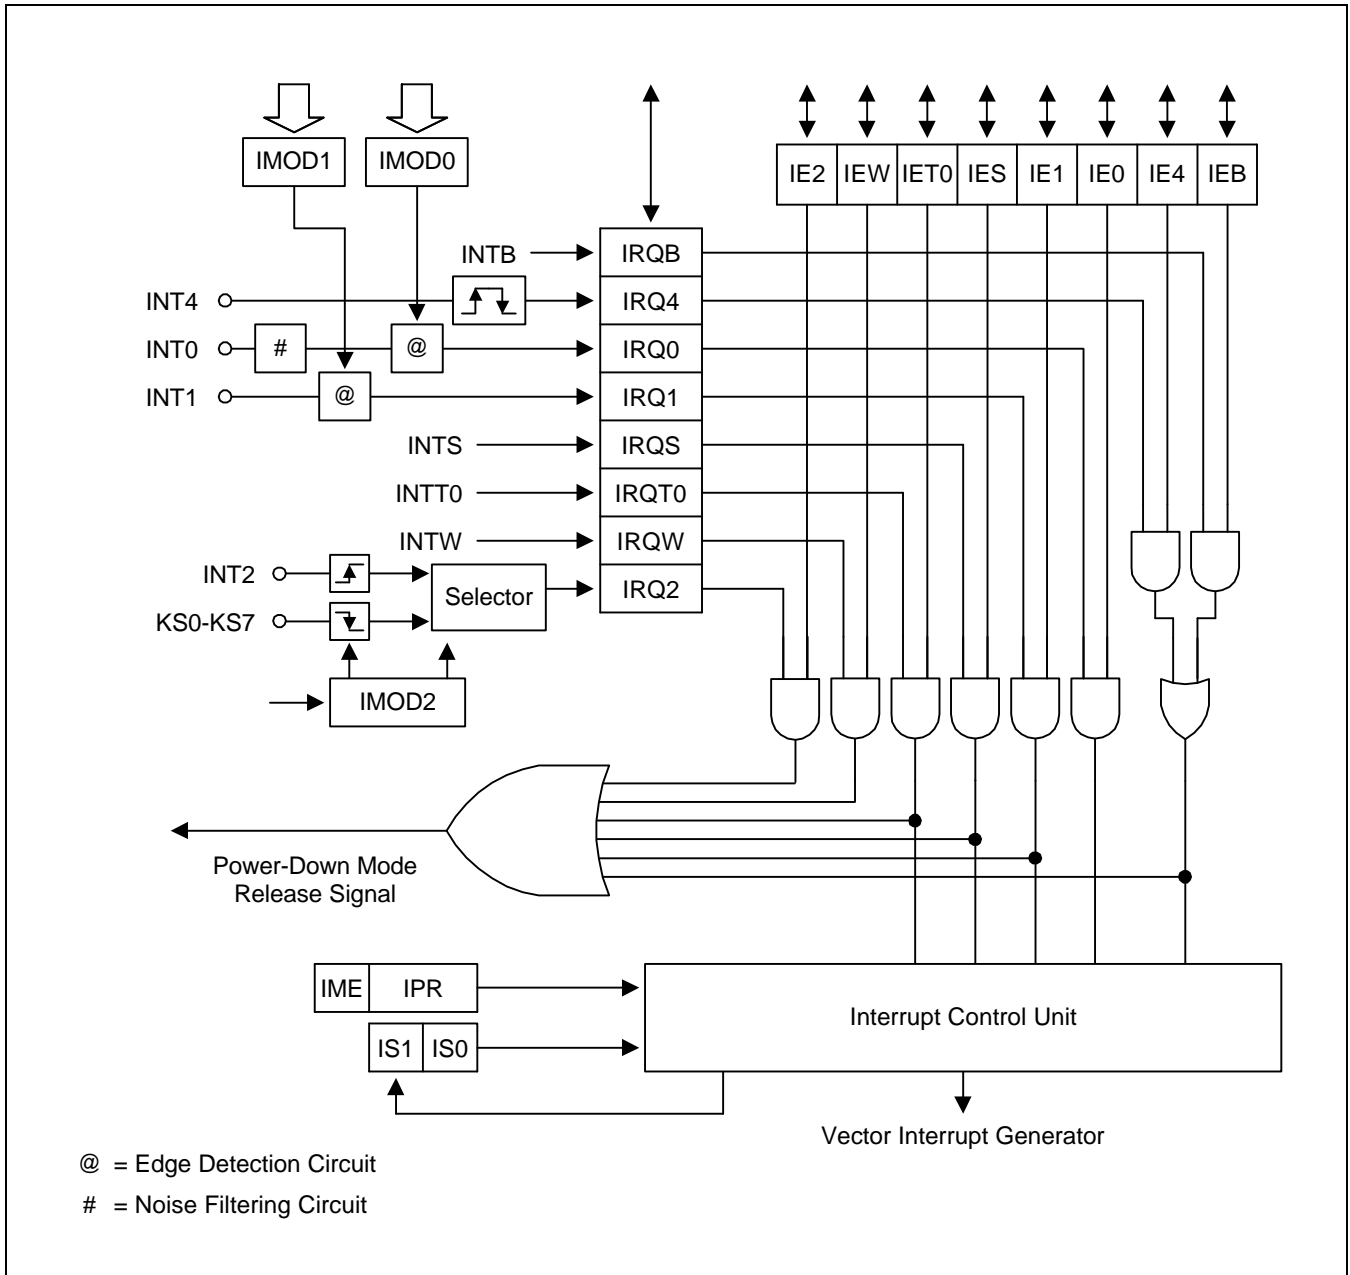 IMOD1 IMOD0
IE2 IEW IET0 IES IE1 IE0 IE4 IEB
INTB IRQB
INT4 IRQ4
INT0 # @ IRQ0
INT1 @ IRQ1
INTS IRQS
INTT0 IRQT0
INTW IRQW
INT2
Selector IRQ2
KS0-KS7
IMOD2
Power-Down Mode
Release Signal
IME IPR
Interrupt Control Unit
IS1 IS0
Vector Interrupt Generator
@ = Edge Detection Circuit
# = Noise Filtering Circuit